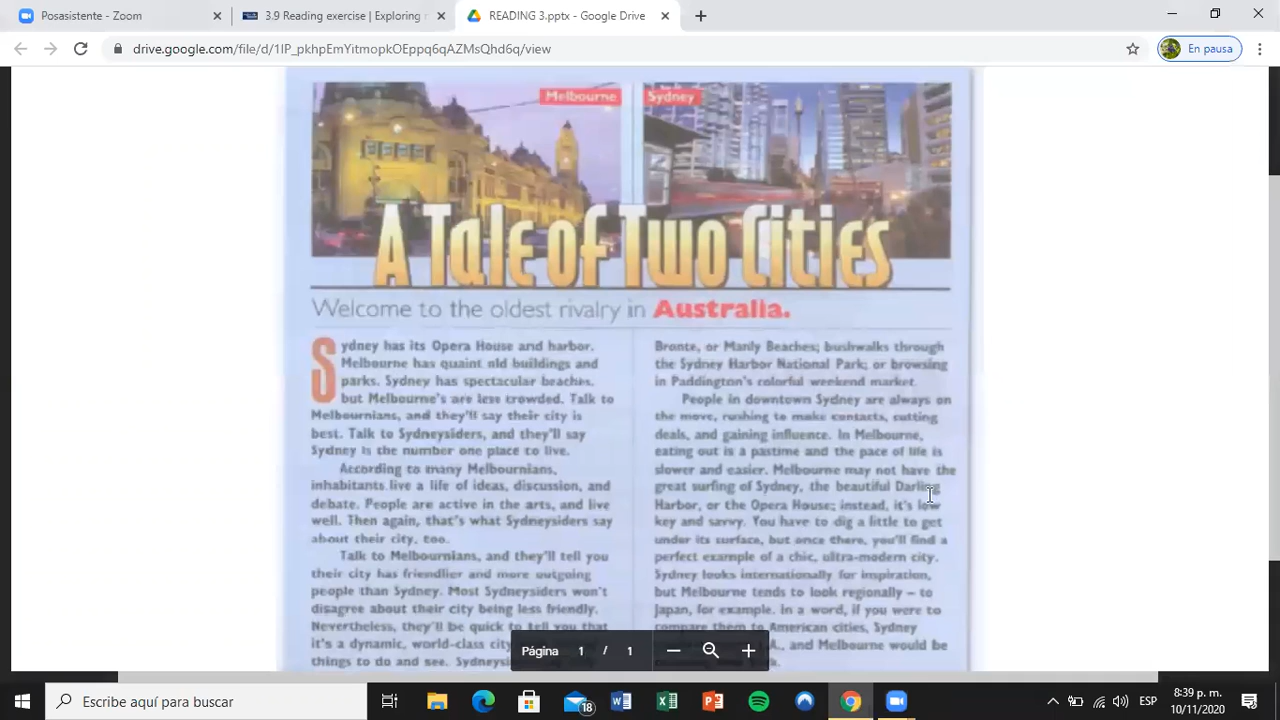 Posasistente - Zoom
3.9 Reading exercise | Exploring r
READING 3.pptx - Google Drive
drive.google.com/file/d/1IP_pkhpEmYitmopkOEppq6qAZMsQhd6q/view
En pausa
Melbourne
Sydney
A Tale of Two Cities
Welcome to the oldest rivalry in Australia.
Sydney has its Opera House and harbor.
Melbourne has quaint old buildings and
parks. Sydney has spectacular beaches,
but Melbourne's are less crowded. Talk to
Melbournians, and they'll say their city is
best. Talk to Sydneysiders, and they'll say
Sydney is the number one place to live.
According to many Melbournians,
inhabitants live a life of ideas, discussion, and
debate. People are active in the arts, and live
well. Then again, that's what Sydneysiders say
about their city, too.
Talk to Melbournians, and they'll tell you
their city has friendlier and more outgoing
people than Sydney. Most Sydneysiders won't
disagree about their city being less friendly.
Nevertheless, they'll be quick to tell you that
it's a dynamic, world-class city
things to do and see. Sydneysiders
Bronte, or Manly Beaches; bushwalks through
the Sydney Harbor National Park; or browsing
in Paddington's colorful weekend market.
People in downtown Sydney are always on
the move, rushing to make contacts, cutting
deals, and gaining influence. In Melbourne,
eating out is a pastime and the pace of life is
slower and easier. Melbourne may not have the
great surfing of Sydney, the beautiful Darling
Harbor, or the Opera House; instead, it's low
key and savvy. You have to dig a little to get
under its surface, but once there, you'll find a
perfect example of a chic, ultra-modern city.
Sydney looks internationally for inspiration,
but Melbourne tends to look regionally – to
Japan, for example. In a word, if you were to
compare them to American cities, Sydney
A., and Melbourne would be
Página 1 / 1
Escribe aquí para buscar
18
ESP
8:39 p. m.
10/11/2020